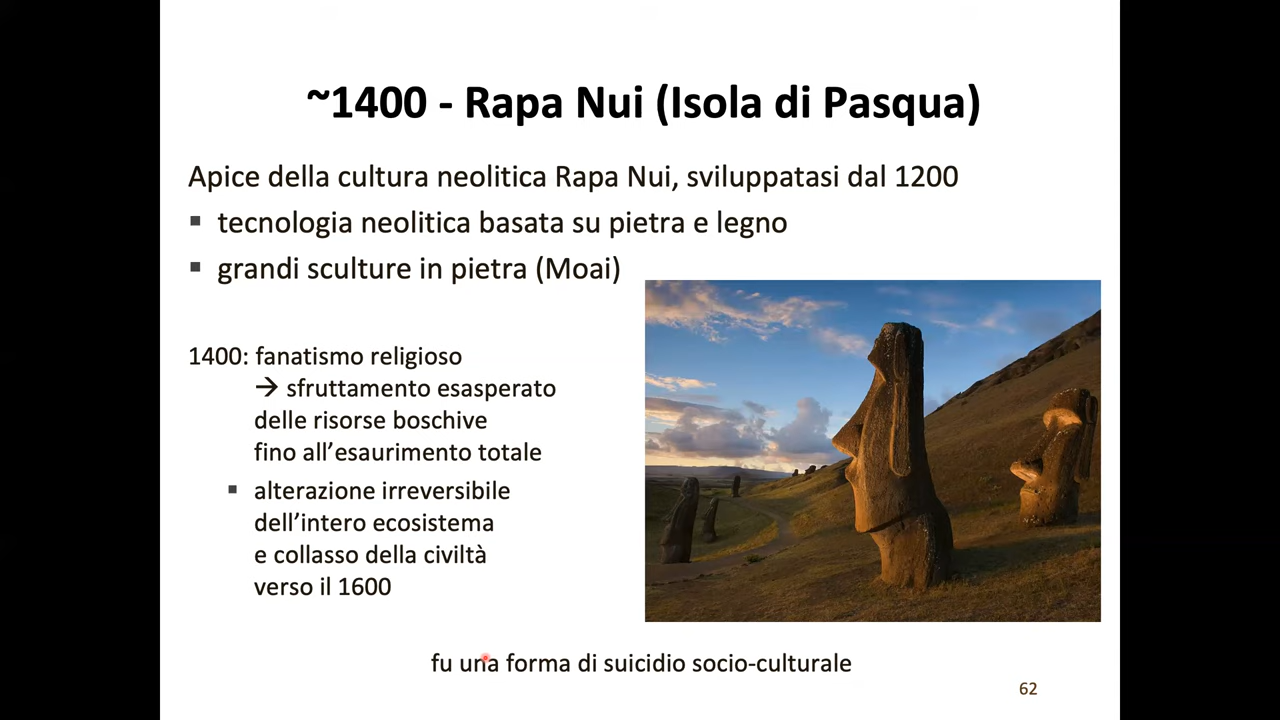 ~1400 - Rapa Nui (Isola di Pasqua)
Apice della cultura neolitica Rapa Nui, sviluppatasi dal 1200
▪ tecnologia neolitica basata su pietra e legno
▪ grandi sculture in pietra (Moai)
1400: fanatismo religioso
→ sfruttamento esasperato
delle risorse boschive
fino all’esaurimento totale
▪ alterazione irreversibile
dell’intero ecosistema
e collasso della civiltà
verso il 1600
fu una forma di suicidio socio-culturale
62